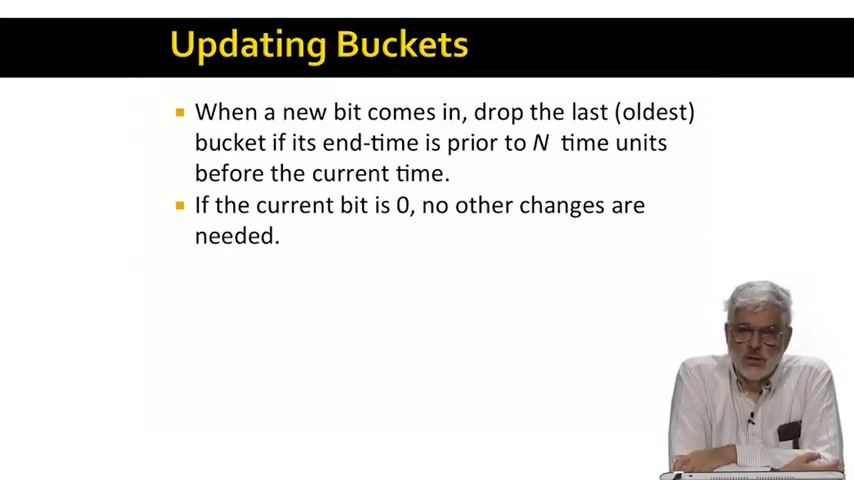 Updating Buckets
When a new bit comes in, drop the last (oldest)
bucket if its end-time is prior to N time units
before the current time.
If the current bit is 0, no other changes are
needed.